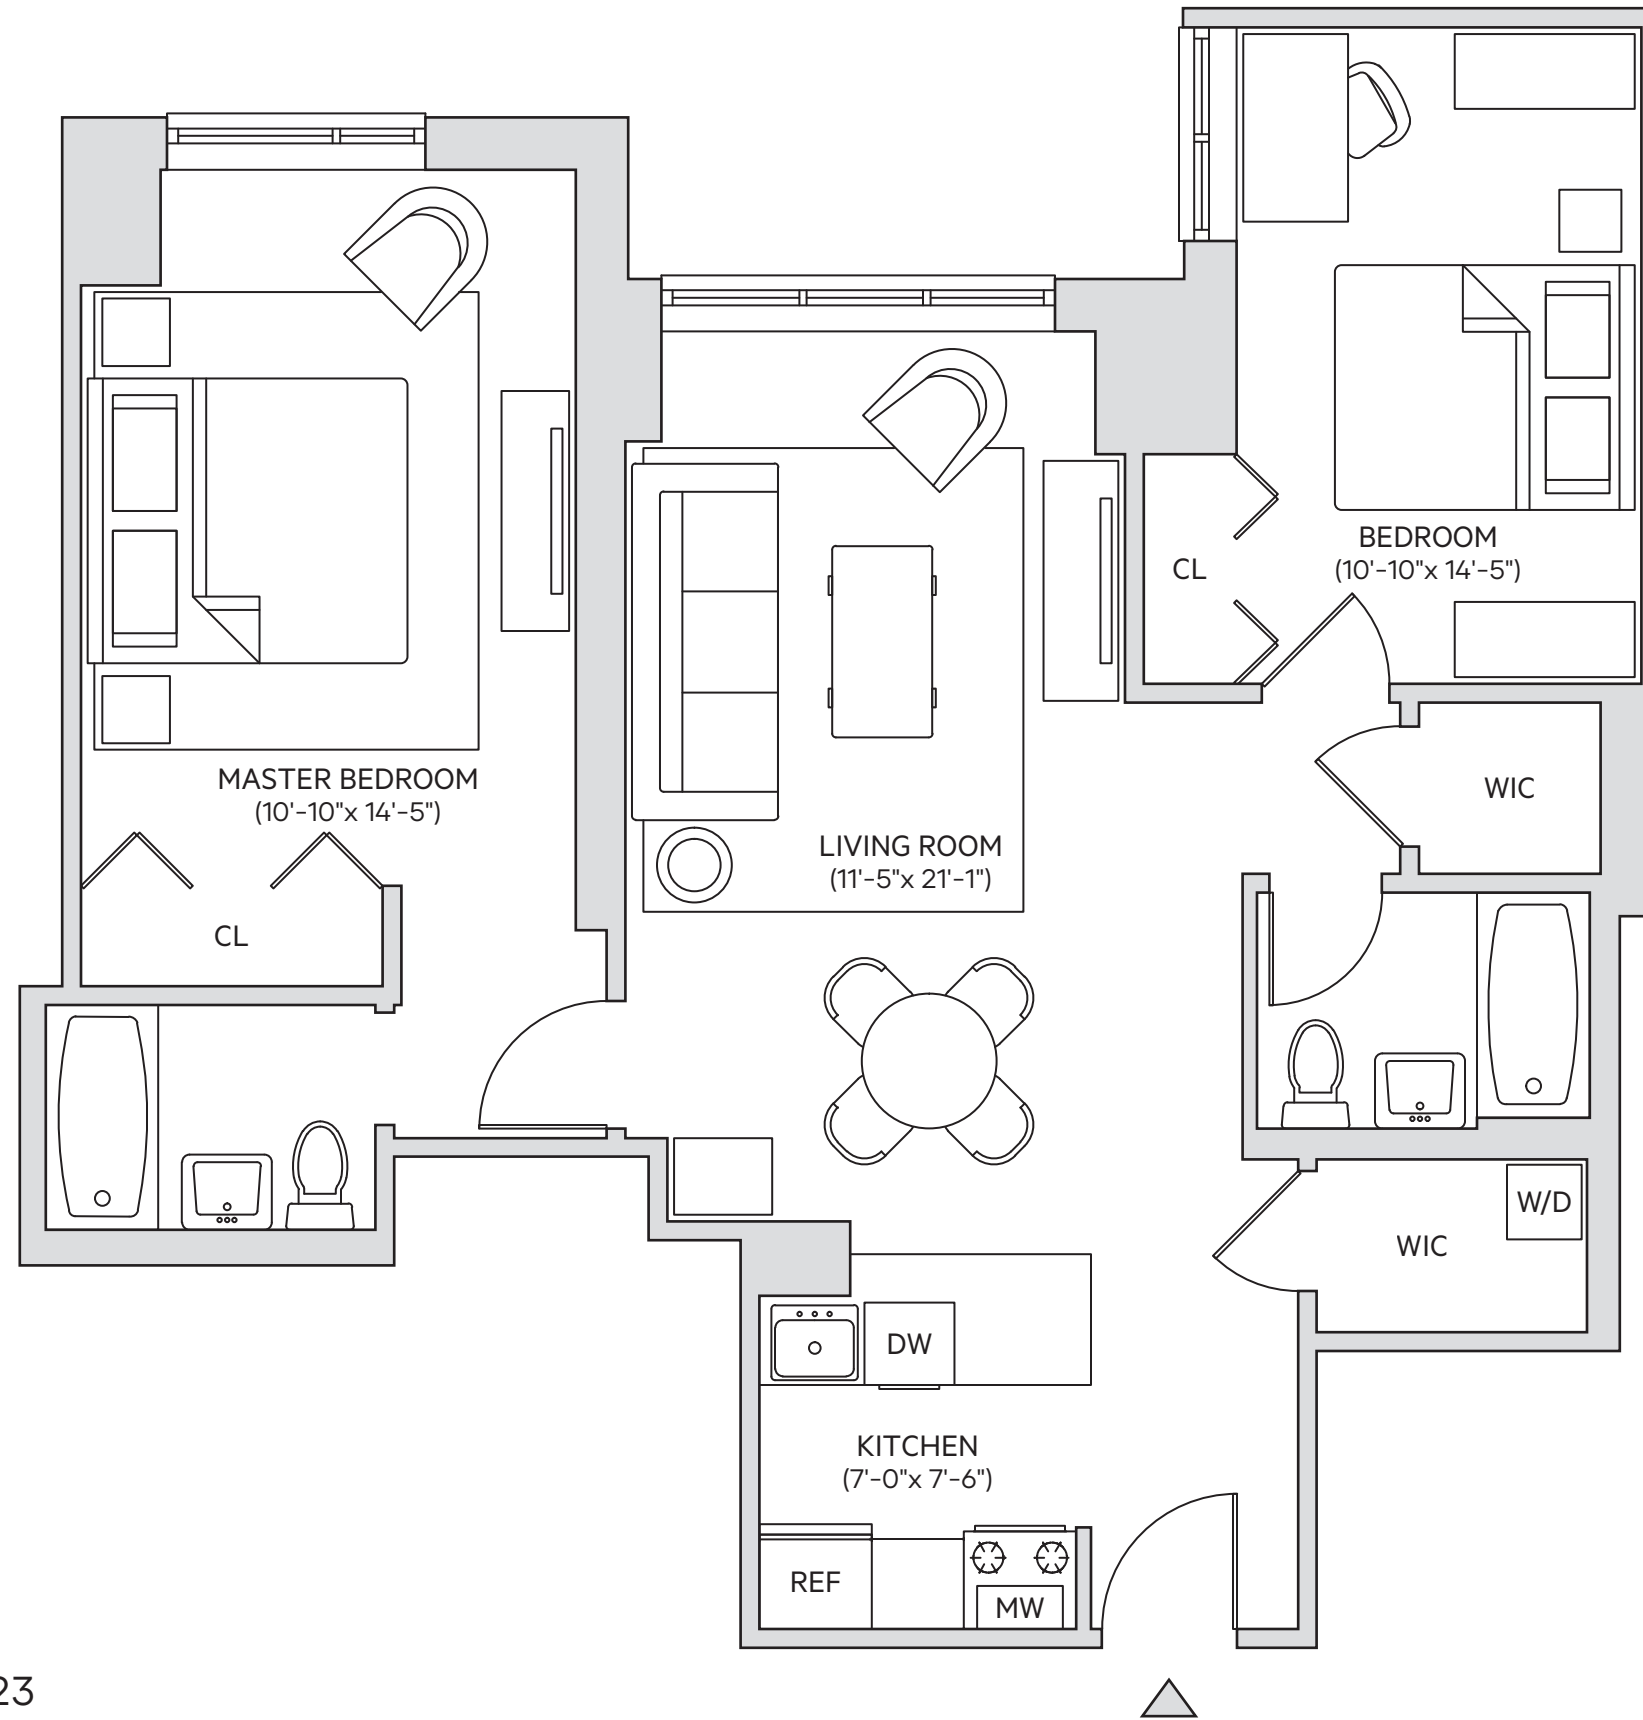 BEDROOM
(10'-10"x 14'-5")
CL
MASTER BEDROOM
(10'-10"x 14'-5")
WIC
LIVING ROOM
(11'-5"x 21'-1")
CL
W/D
WIC
DW
KITCHEN
(7'-0"x 7'-6")
REF
MW
23